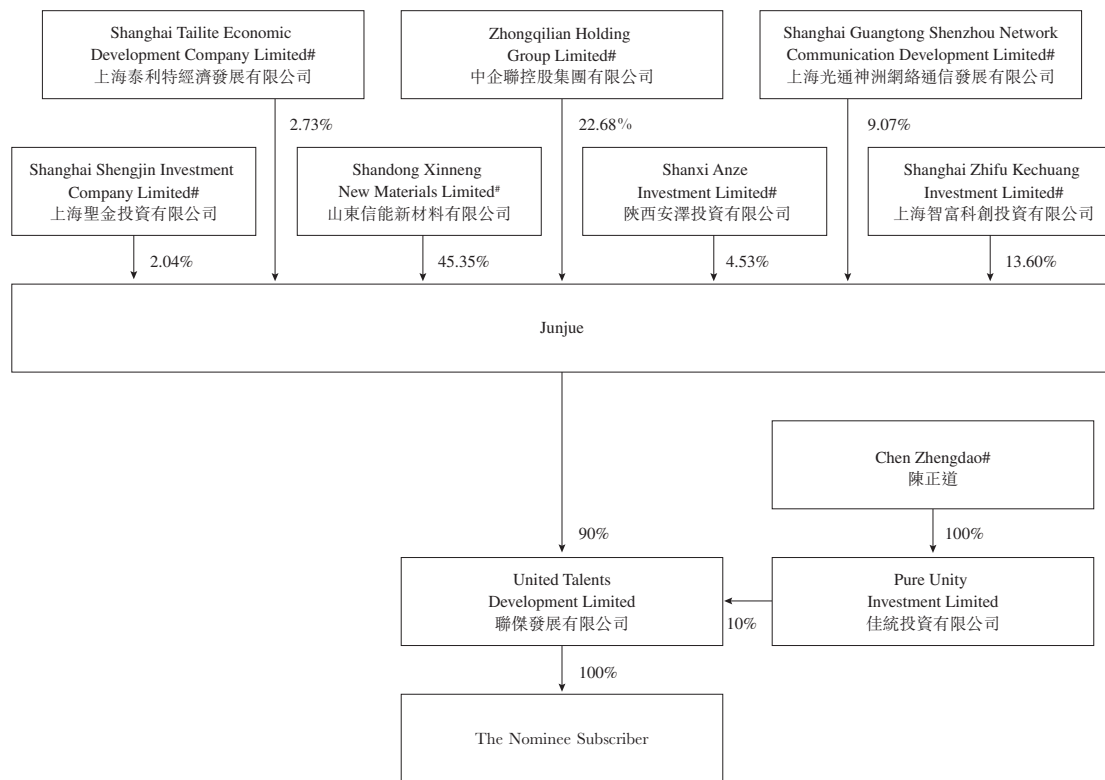 Shanghai Tailite Economic
Development Company Limited#
上海泰利特經濟發展有限公司
Zhongqilian Holding
Group Limited#
中企聯控股集團有限公司
Shanghai Guangtong Shenzhou Network
Communication Development Limited#
上海光通神洲網絡通信發展有限公司
2.73%
22.68%
9.07%
Shanghai Shengjin Investment
Company Limited#
上海聖金投資有限公司
Shandong Xinneng
New Materials Limited#
山東信能新材料有限公司
Shanxi Anze
Investment Limited#
陝西安澤投資有限公司
Shanghai Zhifu Kechuang
Investment Limited#
上海智富科創投資有限公司
2.04%
45.35%
4.53%
13.60%
Junjue
Chen Zhengdao#
陳正道
90%
100%
United Talents
Development Limited
聯傑發展有限公司
10%
Pure Unity
Investment Limited
佳統投資有限公司
100%
The Nominee Subscriber